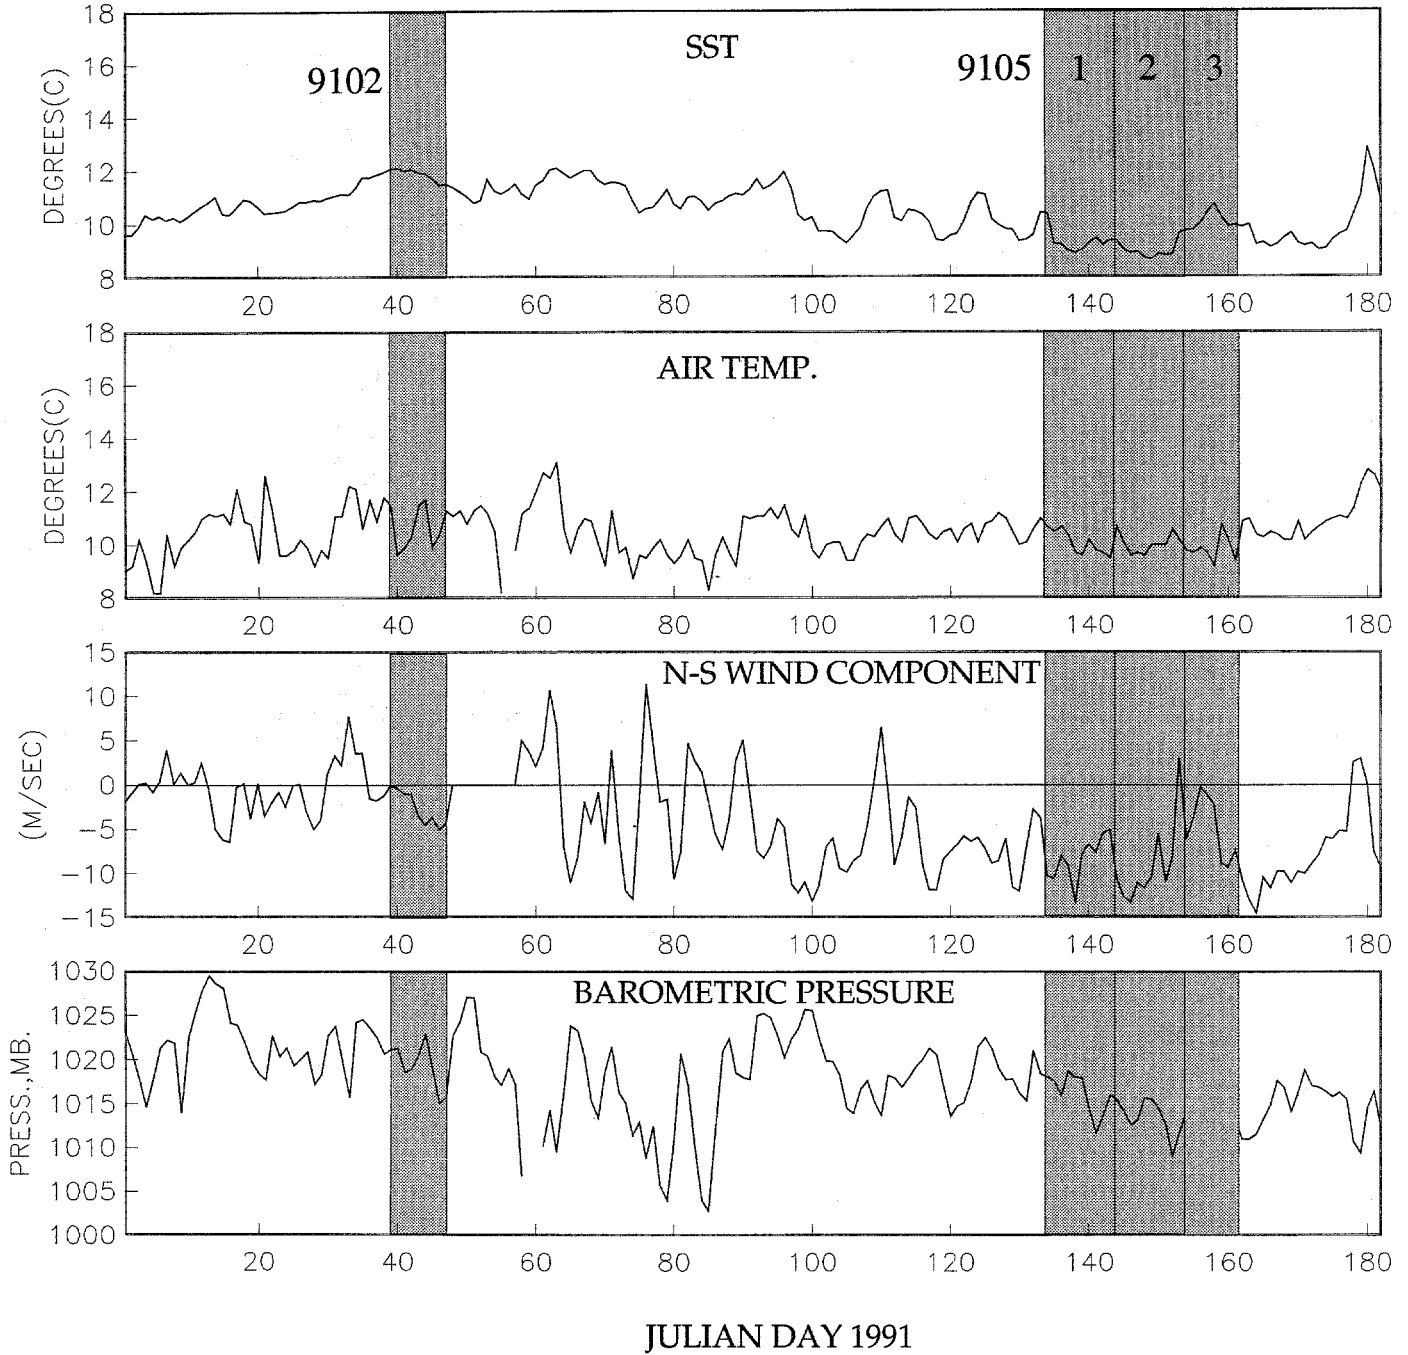 18
16
14
12
10
8
DEGREES(C)
SST
9102
9105
1 2 3
20 40 60 80 100 120 140 160 180
18
16
14
12
10
8
DEGREES(C)
AIR TEMP.
20 40 60 80 100 120 140 160 180
15
10
5
0
−5
−10
−15
(M/SEC)
N-S WIND COMPONENT
20 40 60 80 100 120 140 160 180
1030
1025
1020
1015
1010
1005
1000
PRESS.,MB.
BAROMETRIC PRESSURE
20 40 60 80 100 120 140 160 180
JULIAN DAY 1991